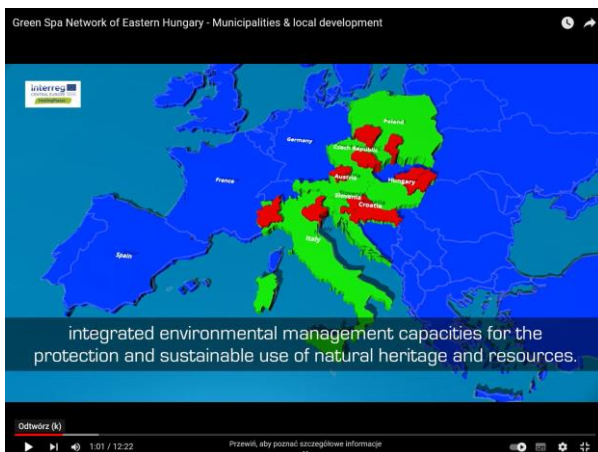 Green Spa Network of Eastern Hungary - Municipalities & local development
Interreg
CENTRAL EUROPE
Poland
Germany
Czech Republic
Austria
Hungary
France
Slovenia
Croatia
Italy
Spain
integrated environmental management capacities for the
protection and sustainable use of natural heritage and resources.
Odtwórz (k)
1:01 / 12:22
Przewiń, aby poznać szczegółowe informacje